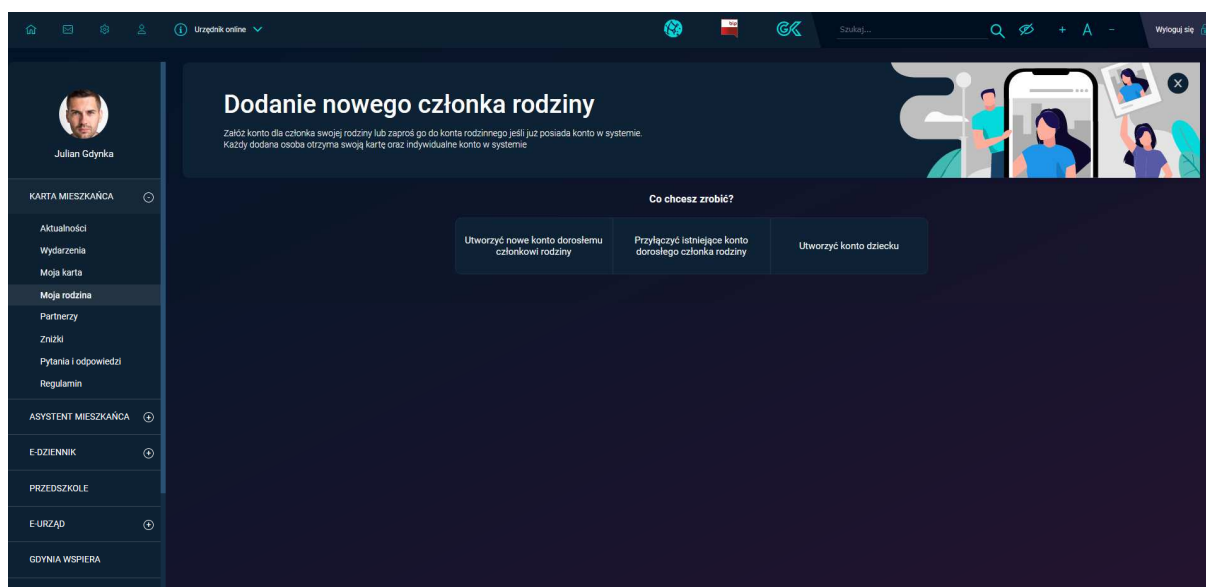 Urzędnik online
bip
GK
Szukaj...
+ A -
Wyloguj się
Julian Gdynka
KARTA MIESZKAŃCA
Aktualności
Wydarzenia
Moja karta
Moja rodzina
Partnerzy
Zniżki
Pytania i odpowiedzi
Regulamin
ASYSTENT MIESZKAŃCA
E-DZIENNIK
PRZEDSZKOLE
E-URZĄD
GDYNIA WSPIERA
Dodanie nowego członka rodziny
Załóż konto dla członka swojej rodziny lub zaproś go do konta rodzinnego jeśli już posiada konto w systemie.
Każdy dodana osoba otrzyma swoją kartę oraz indywidualne konto w systemie
Co chcesz zrobić?
Utworzyć nowe konto dorosłemu
członkowi rodziny
Przyłączyć istniejące konto
dorosłego członka rodziny
Utworzyć konto dziecku